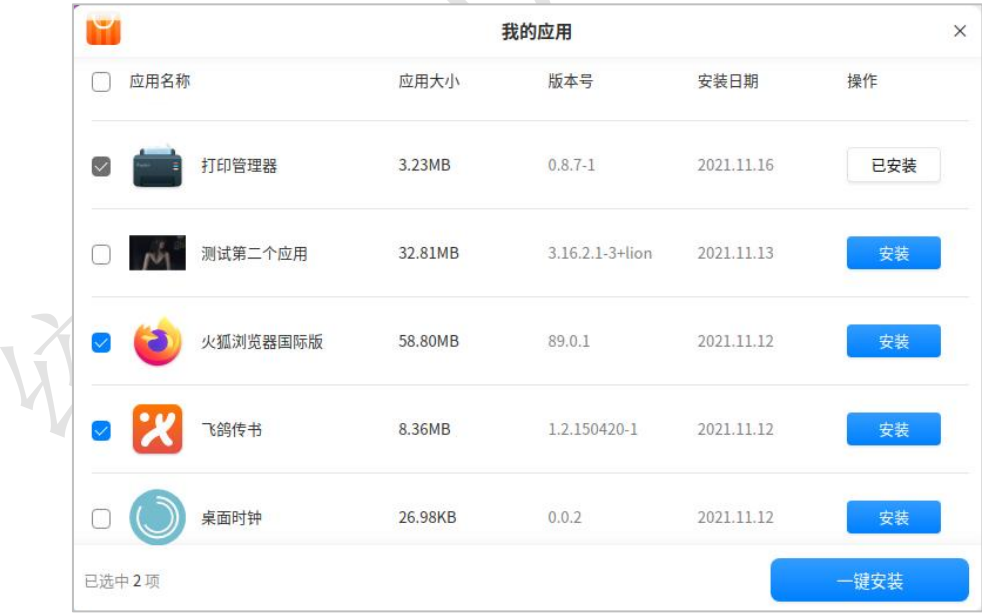 我的应用
应用名称 应用大小 版本号 安装日期 操作
打印管理器 3.23MB 0.8.7-1 2021.11.16 已安装
测试第二个应用 32.81MB 3.16.2.1-3+lion 2021.11.13 安装
火狐浏览器国际版 58.80MB 89.0.1 2021.11.12 安装
飞鸽传书 8.36MB 1.2.150420-1 2021.11.12 安装
桌面时钟 26.98KB 0.0.2 2021.11.12 安装
已选中 2 项 一键安装